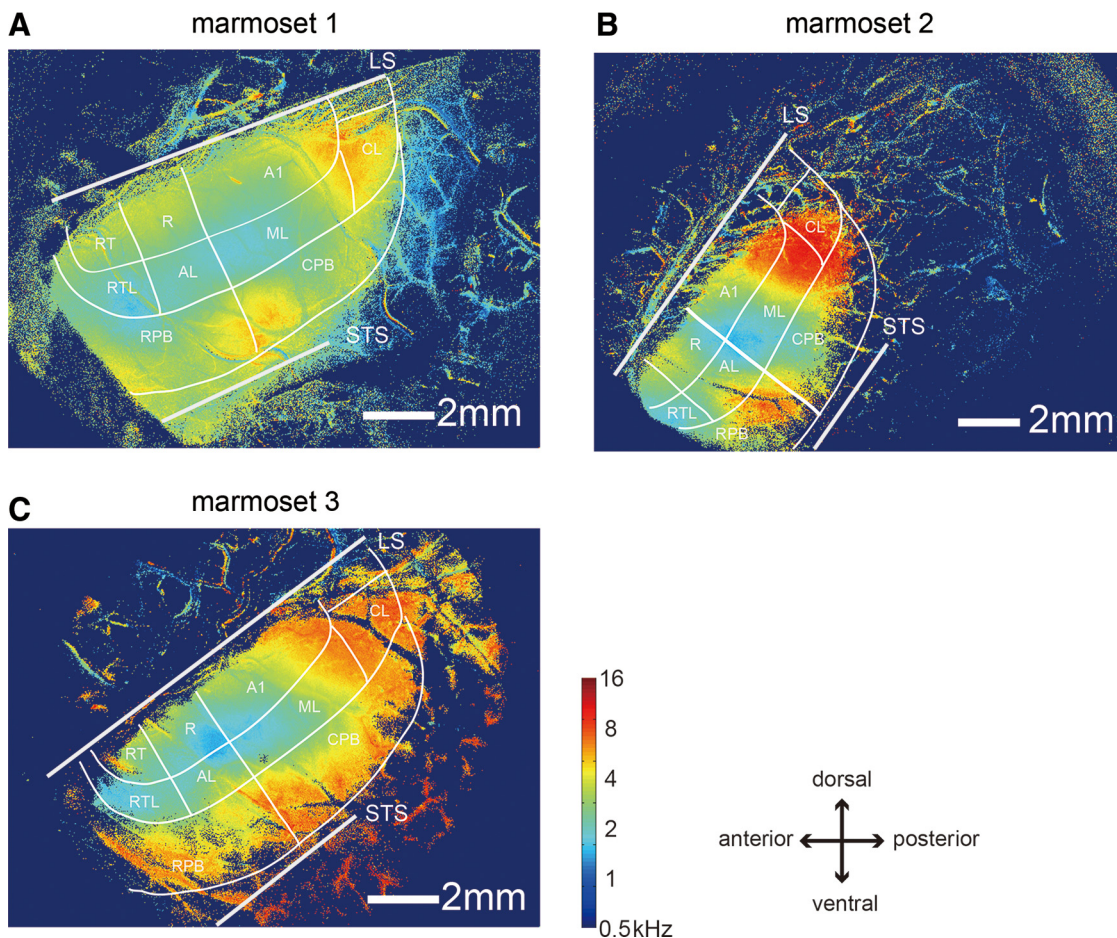 A
marmoset 1
LS
CL
A1
R
ML
RT
AL
CPB
RTL
RPB
STS
2mm
B
marmoset 2
LS
CL
A1
ML
CPB
R
AL
STS
RTL
RPB
2mm
C
marmoset 3
LS
CL
A1
ML
R
CPB
RT
AL
RTL
STS
RPB
2mm
16
8
4
2
1
0.5kHz
dorsal
anterior
posterior
ventral